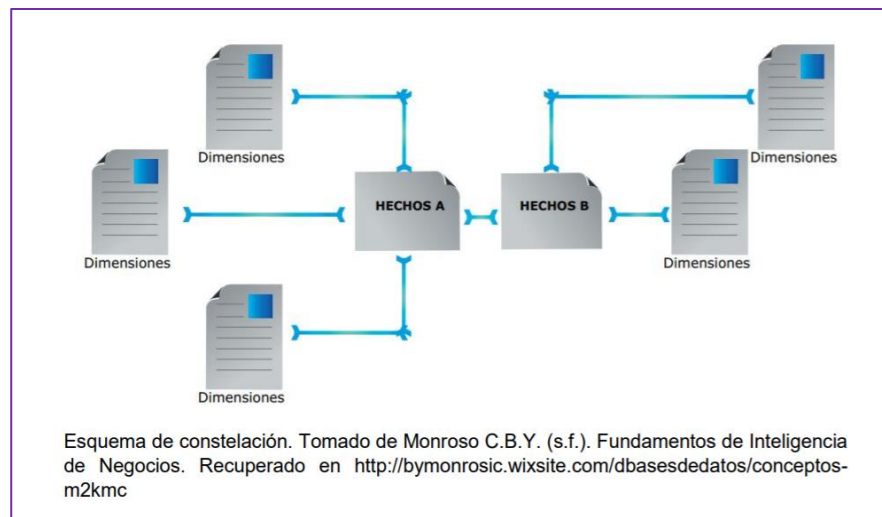 Dimensiones
Dimensiones
HECHOS A
HECHOS B
Dimensiones
Dimensiones
Dimensiones
Esquema de constelación. Tomado de Monroso C.B.Y. (s.f.). Fundamentos de Inteligencia
de Negocios. Recuperado en http://bymonrosic.wixsite.com/dbasesdedatos/conceptos-
m2kmc